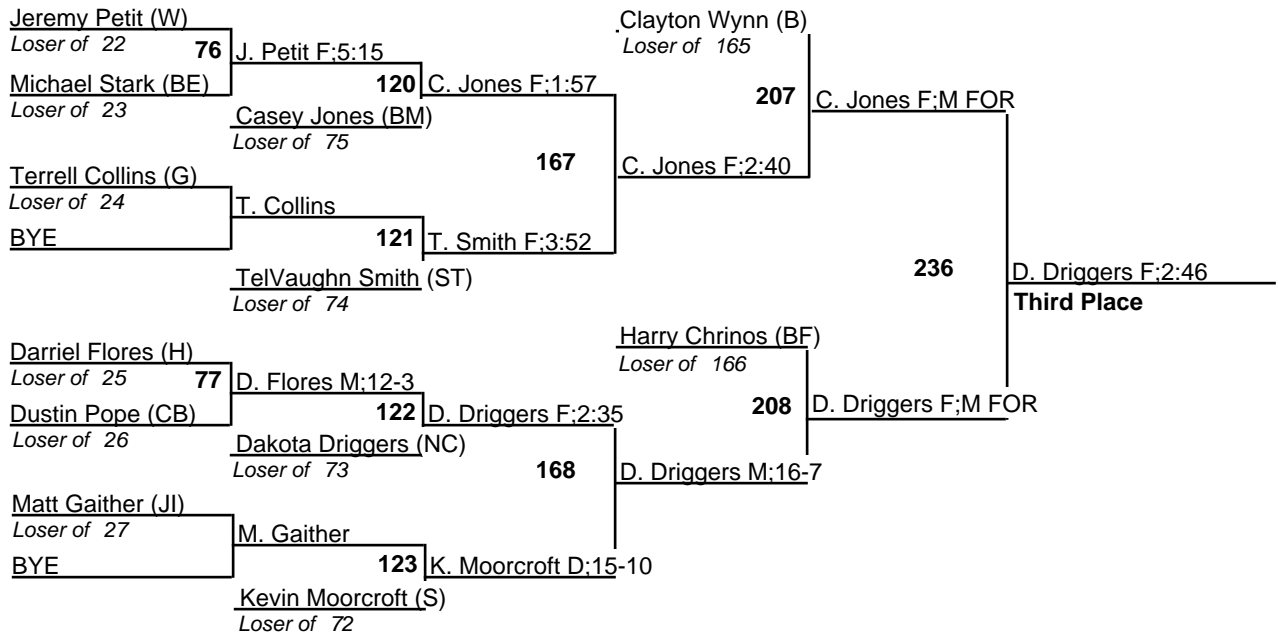 Jeremy Petit (W)
Loser of 22
76
J. Petit F;5:15
Michael Stark (BE)
Loser of 23
120
C. Jones F;1:57
Casey Jones (BM)
Loser of 75
167
Terrell Collins (G)
Loser of 24
T. Collins
BYE
121
T. Smith F;3:52
TelVaughn Smith (ST)
Loser of 74
Clayton Wynn (B)
Loser of 165
207
C. Jones F;M FOR
C. Jones F;2:40
236
D. Driggers F;2:46
Third Place
Darriel Flores (H)
Loser of 25
77
D. Flores M;12-3
Dustin Pope (CB)
Loser of 26
122
D. Driggers F;2:35
Dakota Driggers (NC)
Loser of 73
168
Matt Gaither (JI)
Loser of 27
M. Gaither
BYE
123
K. Moorcroft D;15-10
Kevin Moorcroft (S)
Loser of 72
Harry Chrinos (BF)
Loser of 166
208
D. Driggers F;M FOR
D. Driggers M;16-7